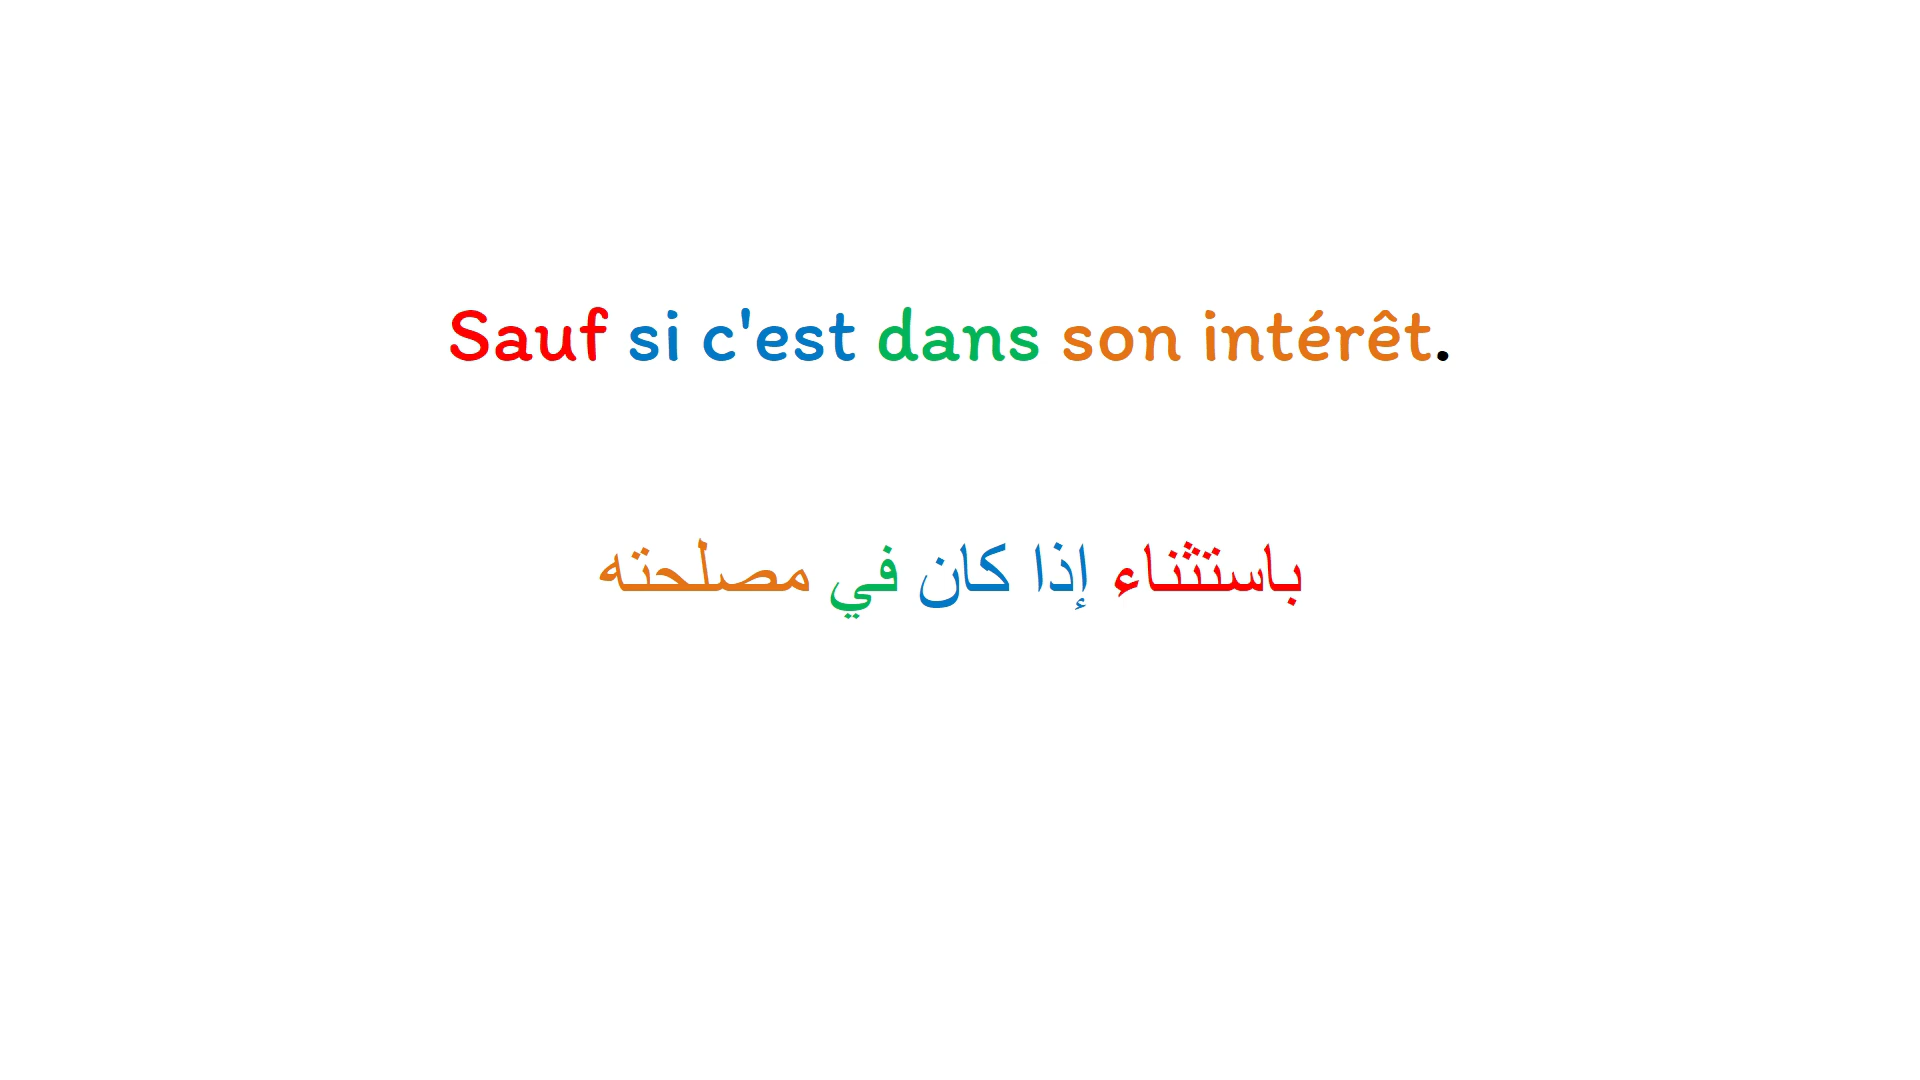 Sauf si c'est dans son intérêt.
باستثناء إذا كان في مصلحته